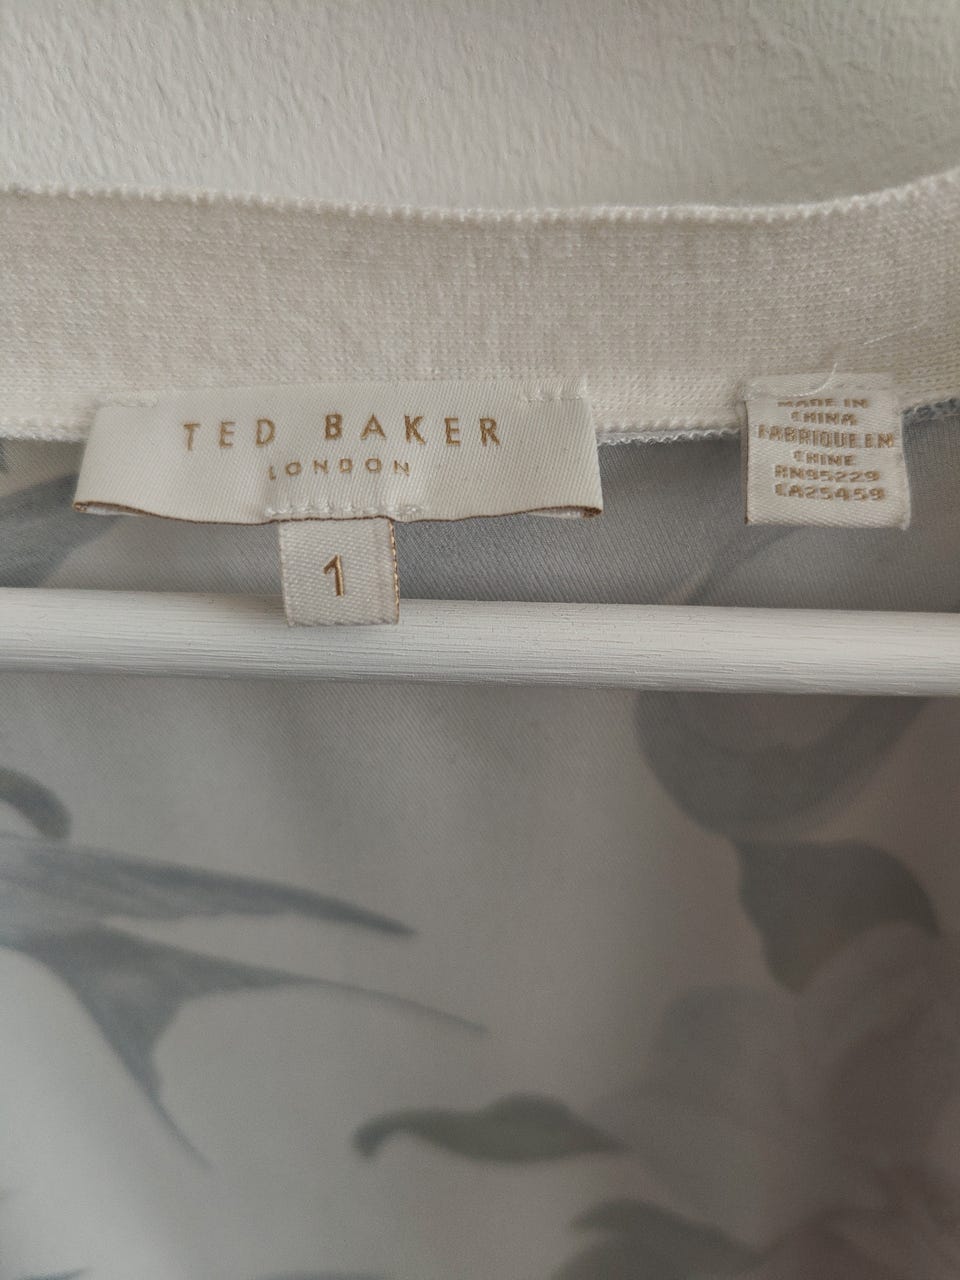 TED BAKER
LONDON
1
MADE IN
CHINA
FABRIQUE EN
CHINE
RN95229
CA25459